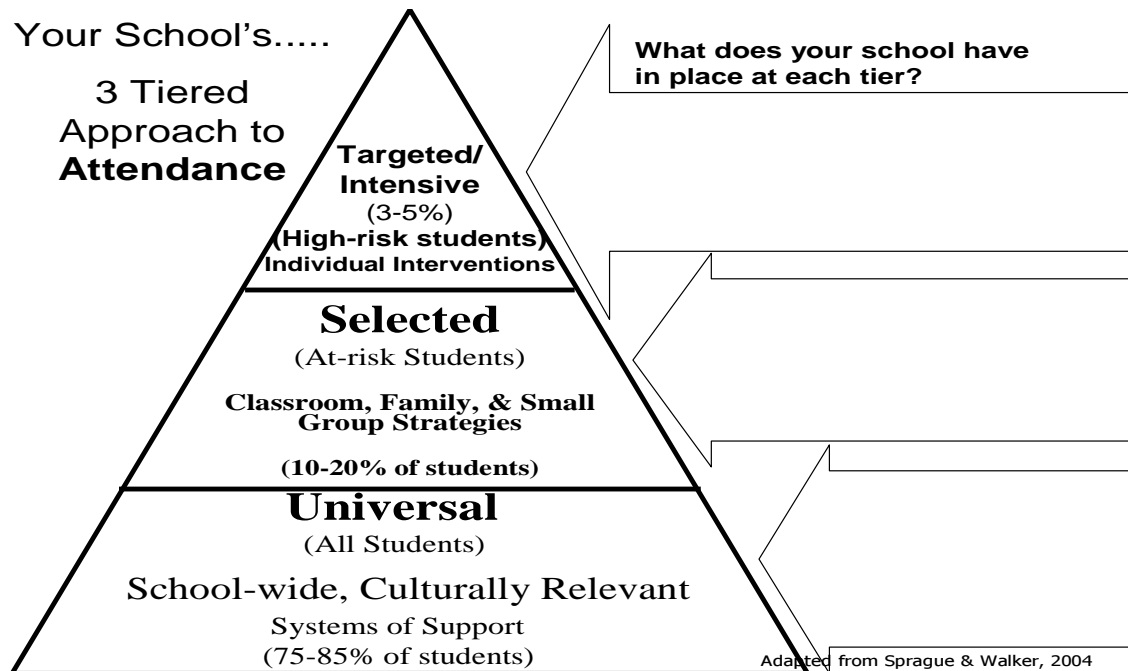 Your School's.....
3 Tiered
Approach to
Attendance
What does your school have
in place at each tier?
Targeted/
Intensive
(3-5%)
(High-risk students)
Individual Interventions
Selected
(At-risk Students)
Classroom, Family, & Small
Group Strategies
(10-20% of students)
Universal
(All Students)
School-wide, Culturally Relevant
Systems of Support
(75-85% of students)
Adapted from Sprague & Walker, 2004